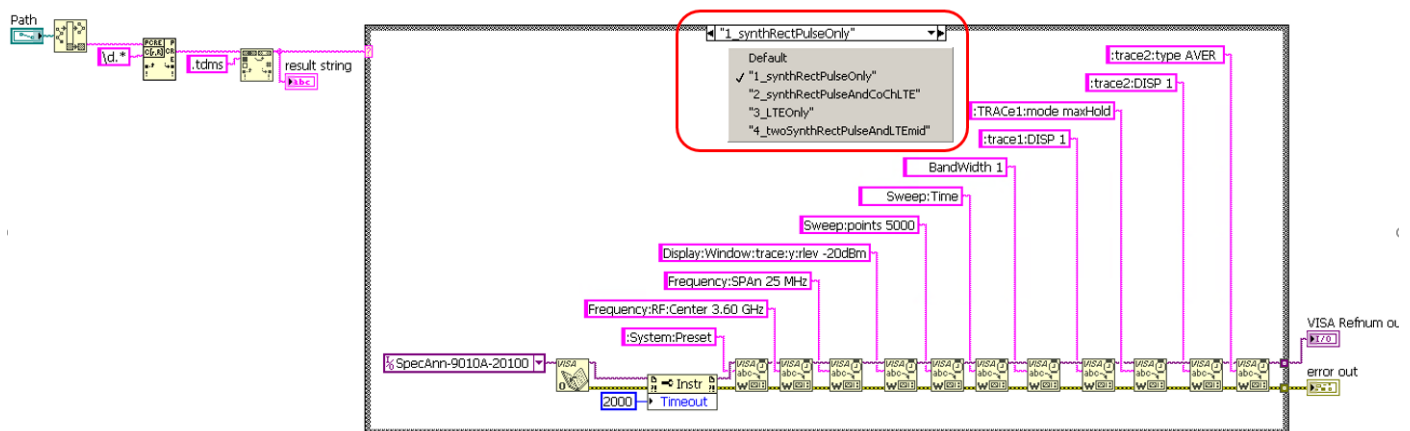 Path
\d.*
.tdms
result string
abc
"1_synthRectPulseOnly"
Default
"1_synthRectPulseOnly"
"2_synthRectPulseAndCoChLTE"
"3_LTEOnly"
"4_twoSynthRectPulseAndLTEmid"
:trace2:type AVER
:trace2:DISP 1
:TRACe1:mode maxHold
:trace1:DISP 1
BandWidth 1
Sweep:Time
Sweep:points 5000
Display:Window:trace:y:rlev -20dBm
Frequency:SPAn 25 MHz
Frequency:RF:Center 3.60 GHz
:System:Preset
SpecAnn-9010A-20100
Instr
2000
Timeout
VISA Refnum ou
I/O
error out